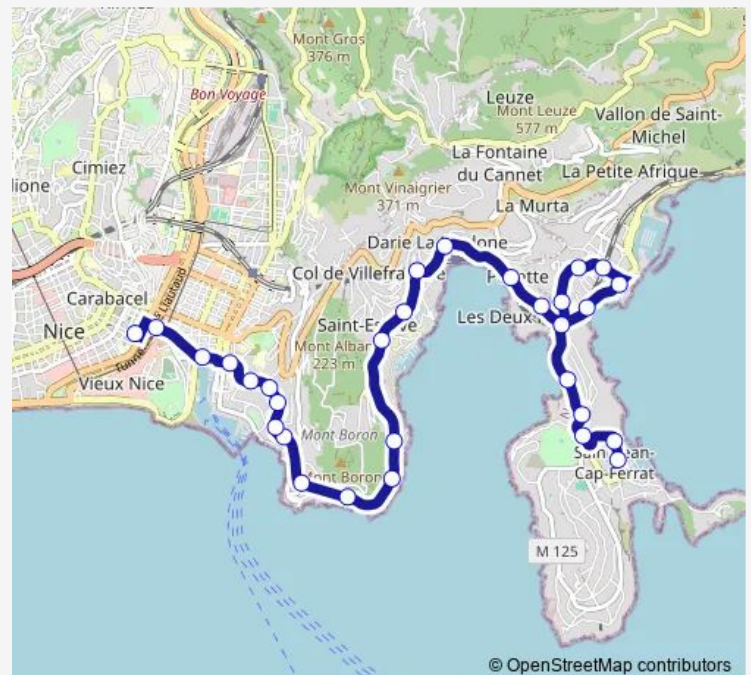 Mont Gros
376 m
Bon Voyage
Leuze
Mont Leuze
577 m
Vallon de Saint-
Michel
Cimiez
La Fontaine
du Cannet
La Petite Afrique
Mont Vinaigrier
371 m
La Murta
Col de Villefra
Carabacel
Les Deux
Nice
Mont Alban
223 m
Vieux Nice
Mont Boron
Cap-Ferrat
M 125
© OpenStreetMap contributors